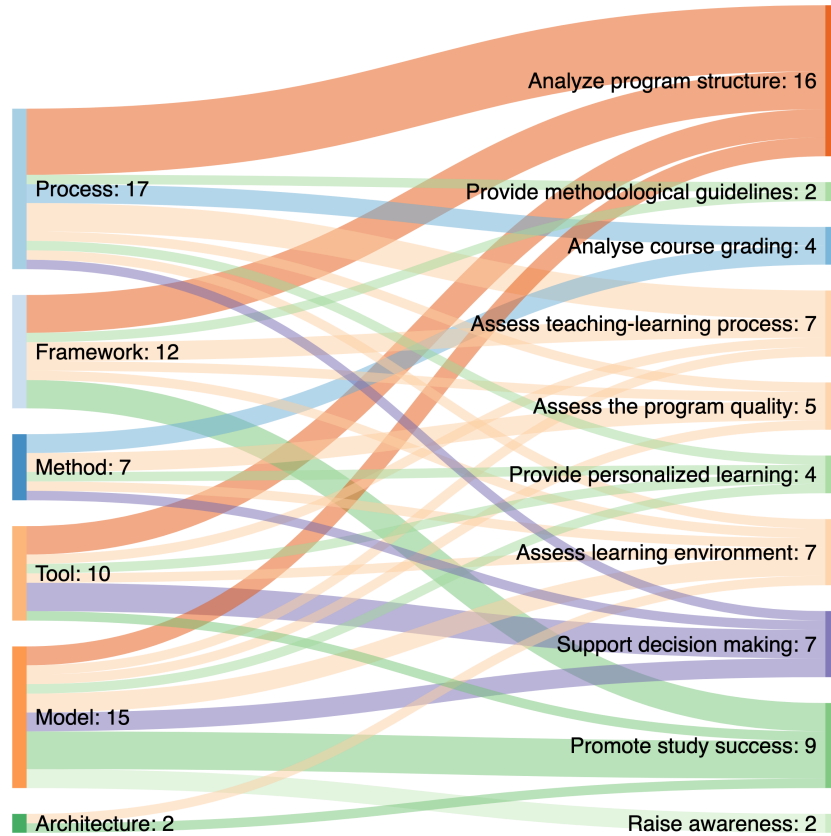 Process: 17
Framework: 12
Method: 7
Tool: 10
Model: 15
Architecture: 2
Analyze program structure: 16
Provide methodological guidelines: 2
Analyse course grading: 4
Assess teaching-learning process: 7
Assess the program quality: 5
Provide personalized learning: 4
Assess learning environment: 7
Support decision making: 7
Promote study success: 9
Raise awareness: 2